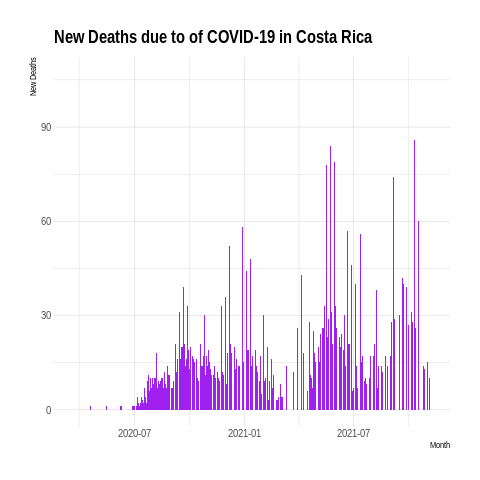 New Deaths due to of COVID-19 in Costa Rica
New Deaths
90
60
30
0
2020-07
2021-01
2021-07
Month